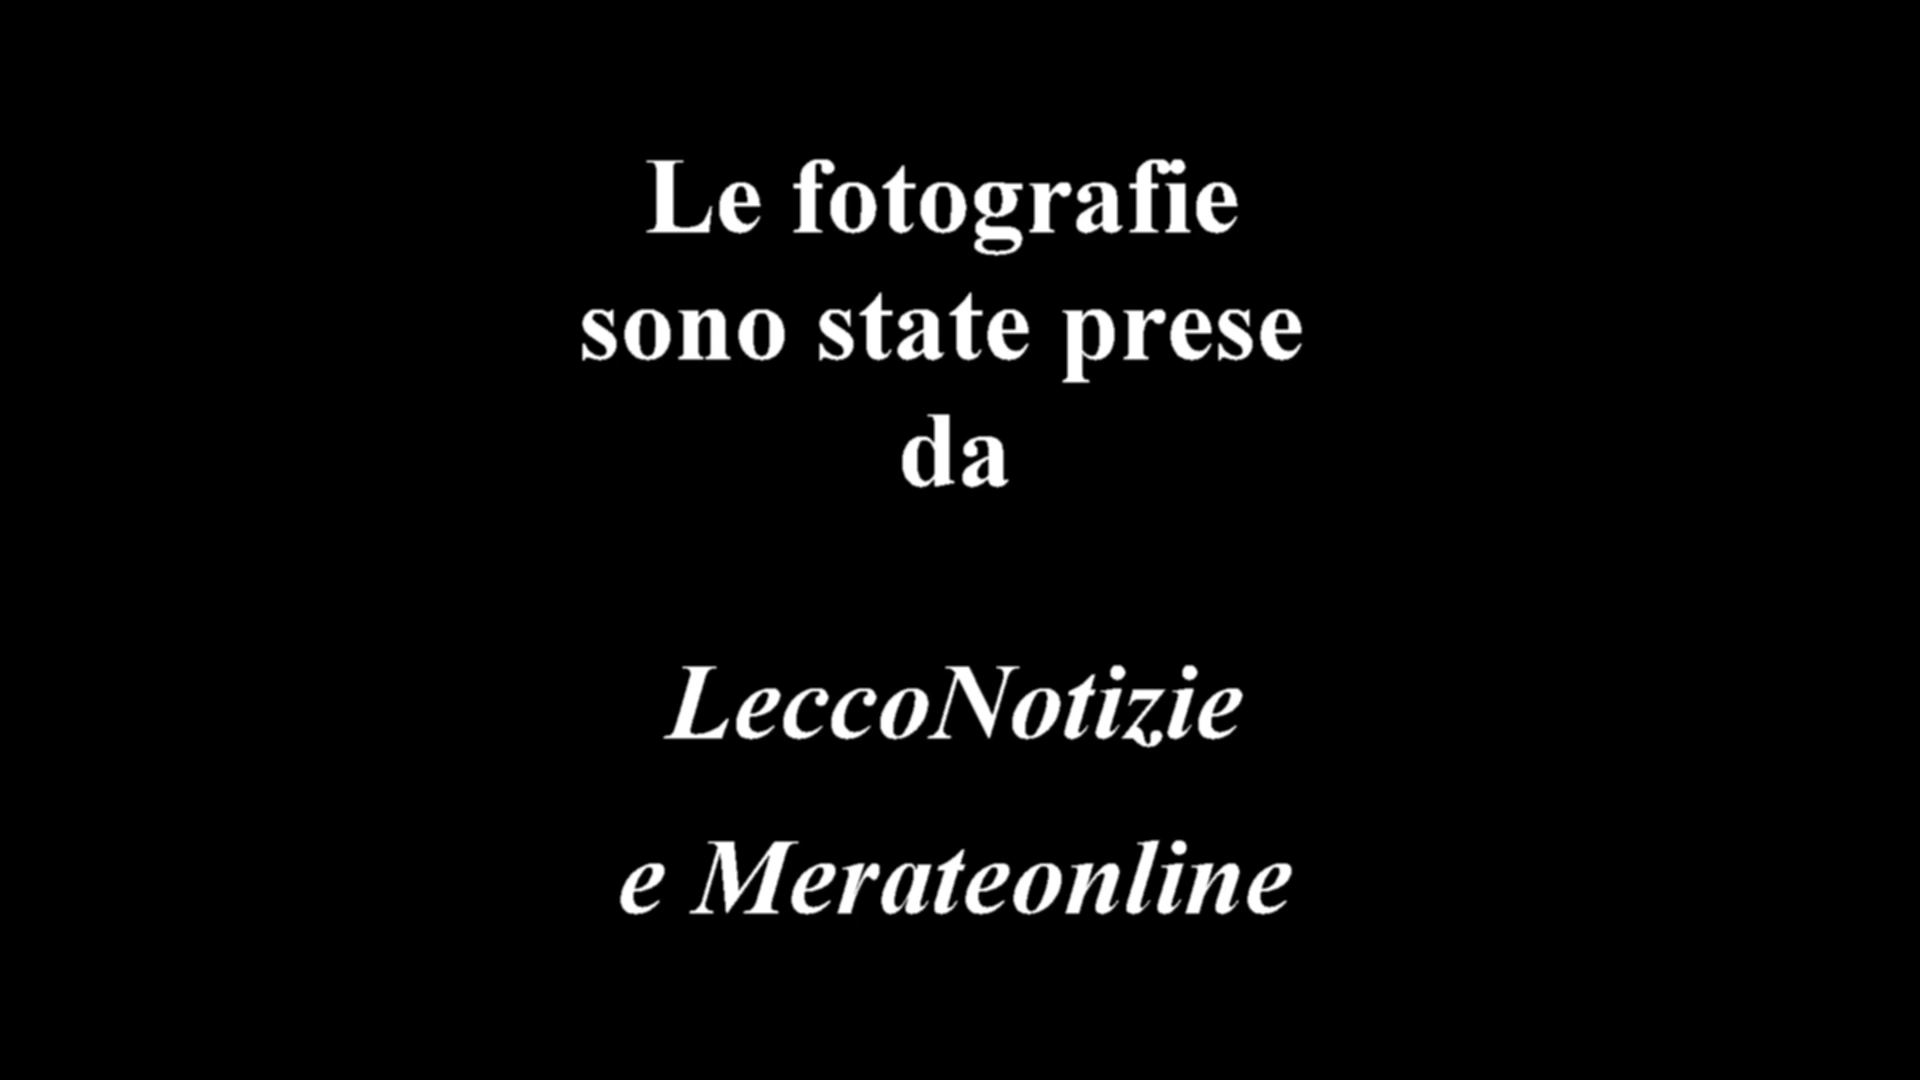 Le fotografie
sono state prese
da
LeccoNotizie
e Merateonline